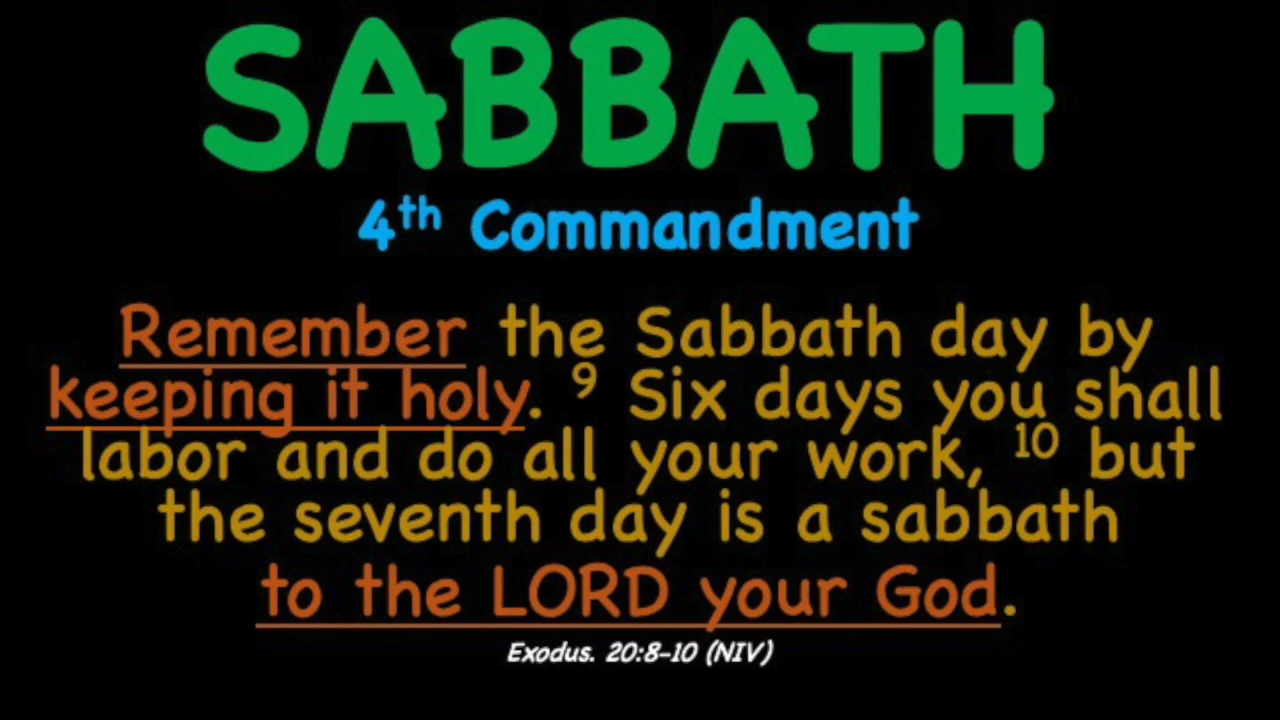 SABBATH
4th Commandment
Remember the Sabbath day by
keeping it holy. 9 Six days you shall
labor and do all your work, 10 but
the seventh day is a sabbath
to the LORD your God.
Exodus. 20:8-10 (NIV)